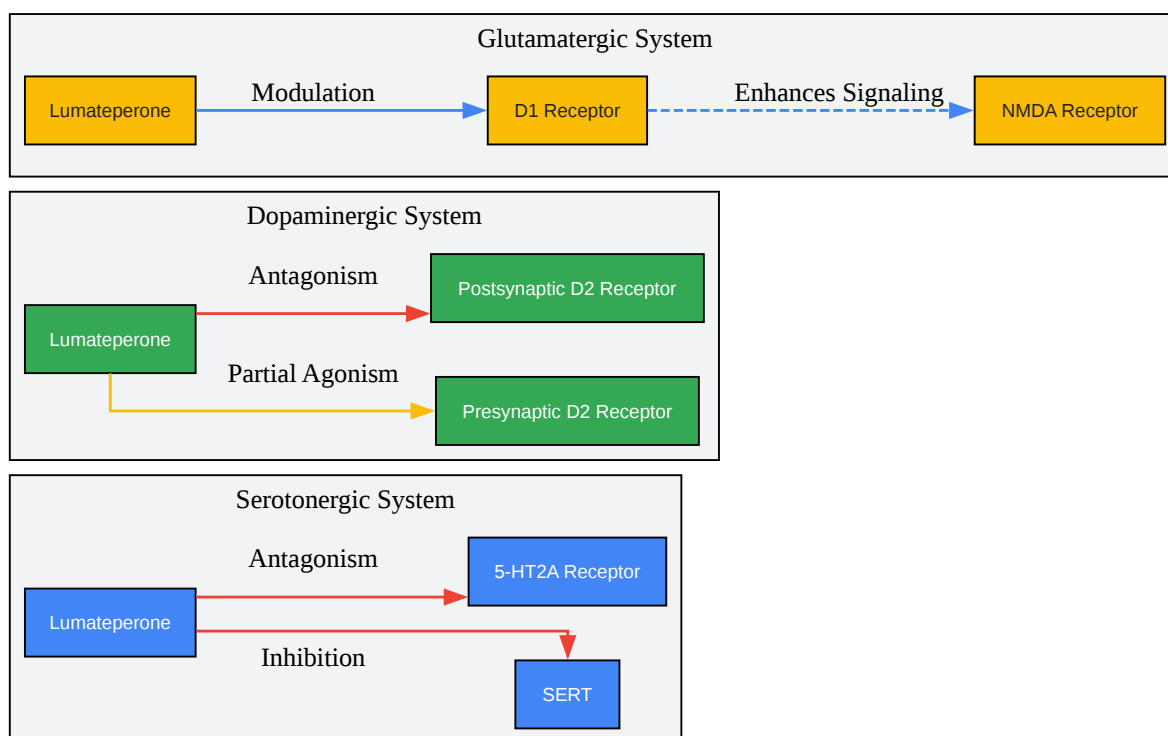 Glutamatergic System
Lumateperone
Modulation
D1 Receptor
Enhances Signaling
NMDA Receptor
Dopaminergic System
Antagonism
Postsynaptic D2 Receptor
Lumateperone
Partial Agonism
Presynaptic D2 Receptor
Serotonergic System
Antagonism
5-HT2A Receptor
Lumateperone
Inhibition
SERT